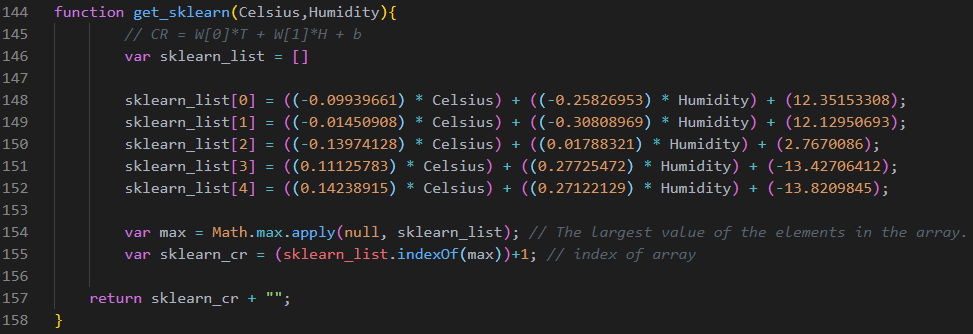 144 function get_sklearn(Celsius,Humidity){
145 // CR = W[0]*T + W[1]*H + b
146 var sklearn_list = []
147
148 sklearn_list[0] = ((-0.09939661) * Celsius) + ((-0.25826953) * Humidity) + (12.35153308);
149 sklearn_list[1] = ((-0.01450908) * Celsius) + ((-0.30808969) * Humidity) + (12.12950693);
150 sklearn_list[2] = ((-0.13974128) * Celsius) + ((0.01788321) * Humidity) + (2.7670086);
151 sklearn_list[3] = ((0.11125783) * Celsius) + ((0.27725472) * Humidity) + (-13.42706412);
152 sklearn_list[4] = ((0.14238915) * Celsius) + ((0.27122129) * Humidity) + (-13.8209845);
153
154 var max = Math.max.apply(null, sklearn_list); // The largest value of the elements in the array.
155 var sklearn_cr = (sklearn_list.indexOf(max))+1; // index of array
156
157 return sklearn_cr + "";
158 }